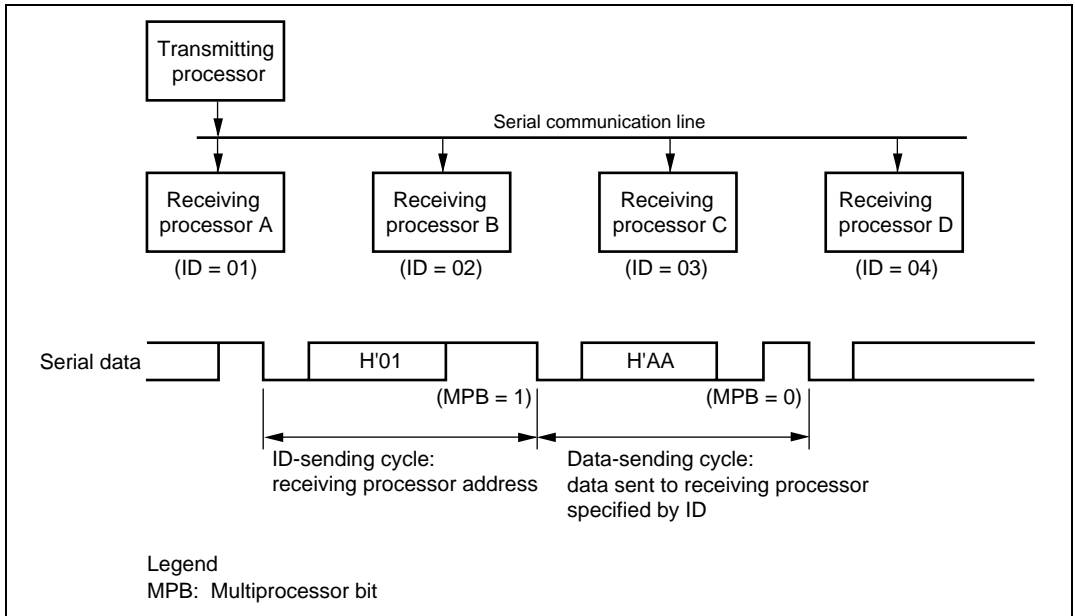 Transmitting
processor
Serial communication line
Receiving
processor A
Receiving
processor B
Receiving
processor C
Receiving
processor D
(ID = 01)
(ID = 02)
(ID = 03)
(ID = 04)
Serial data
H'01
H'AA
(MPB = 1)
(MPB = 0)
ID-sending cycle:
receiving processor address
Data-sending cycle:
data sent to receiving processor
specified by ID
Legend
MPB: Multiprocessor bit